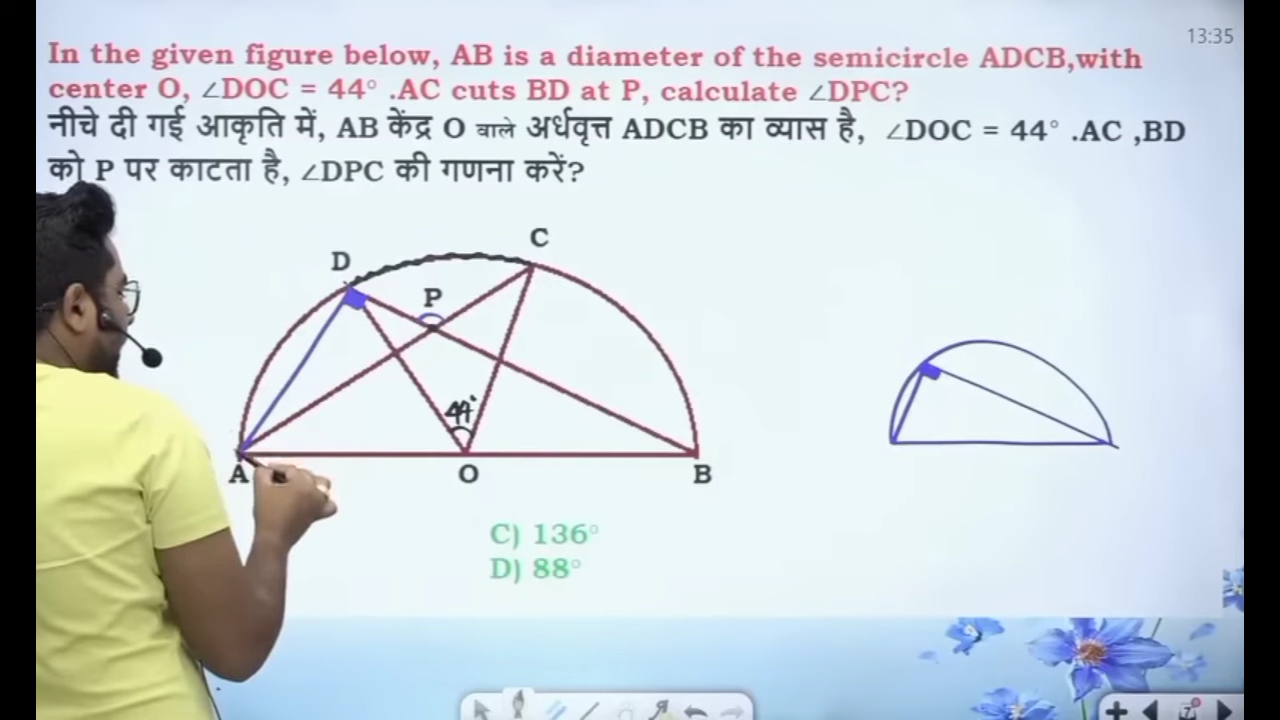 13:35
In the given figure below, AB is a diameter of the semicircle ADCB,with
center O, ∠DOC = 44° .AC cuts BD at P, calculate ∠DPC?
नीचे दी गई आकृति में, AB केंद्र O वाले अर्धवृत्त ADCB का व्यास है, ∠DOC = 44° .AC ,BD
को P पर काटता है, ∠DPC की गणना करें?
C
D
P
44°
A
O
B
C) 136°
D) 88°